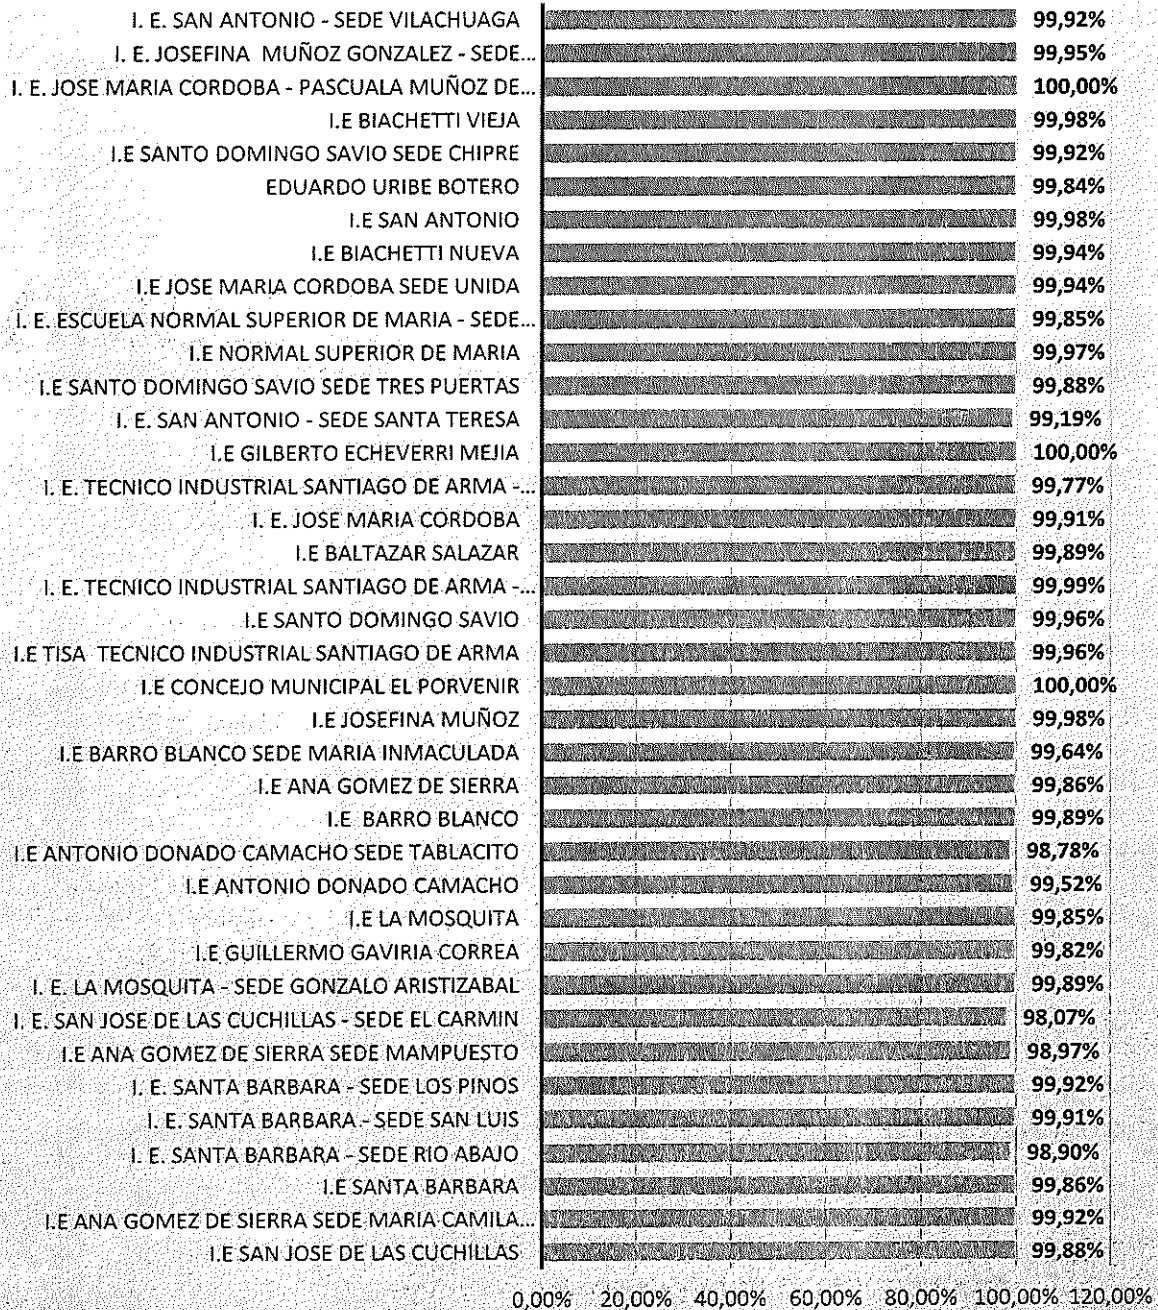 I. E. SAN ANTONIO - SEDE VILACHUAGA 99,92%
I. E. JOSEFINA MUÑOZ GONZALEZ - SEDE... 99,95%
I. E. JOSE MARIA CORDOBA - PASCUALA MUÑOZ DE... 100,00%
I.E BIACHETTI VIEJA 99,98%
I.E SANTO DOMINGO SAVIO SEDE CHIPRE 99,92%
EDUARDO URIBE BOTERO 99,84%
I.E SAN ANTONIO 99,98%
I.E BIACHETTI NUEVA 99,94%
I.E JOSE MARIA CORDOBA SEDE UNIDA 99,94%
I. E. ESCUELA NORMAL SUPERIOR DE MARIA - SEDE... 99,85%
I.E NORMAL SUPERIOR DE MARIA 99,97%
I.E SANTO DOMINGO SAVIO SEDE TRES PUERTAS 99,88%
I. E. SAN ANTONIO - SEDE SANTA TERESA 99,19%
I.E GILBERTO ECHEVERRI MEJIA 100,00%
I. E. TECNICO INDUSTRIAL SANTIAGO DE ARMA -... 99,77%
I. E. JOSE MARIA CORDOBA 99,91%
I.E BALTAZAR SALAZAR 99,89%
I. E. TECNICO INDUSTRIAL SANTIAGO DE ARMA -... 99,99%
I.E SANTO DOMINGO SAVIO 99,96%
I.E TISA TECNICO INDUSTRIAL SANTIAGO DE ARMA 99,96%
I.E CONCEJO MUNICIPAL EL PORVENIR 100,00%
I.E JOSEFINA MUÑOZ 99,98%
I.E BARRO BLANCO SEDE MARIA INMACULADA 99,64%
I.E ANA GOMEZ DE SIERRA 99,86%
I.E BARRO BLANCO 99,89%
I.E ANTONIO DONADO CAMACHO SEDE TABLACITO 98,78%
I.E ANTONIO DONADO CAMACHO 99,52%
I.E LA MOSQUITA 99,85%
I.E GUILLERMO GAVIRIA CORREA 99,82%
I. E. LA MOSQUITA - SEDE GONZALO ARISTIZABAL 99,89%
I. E. SAN JOSE DE LAS CUCHILLAS - SEDE EL CARMIN 98,07%
I.E ANA GOMEZ DE SIERRA SEDE MAMPUESTO 98,97%
I. E. SANTA BARBARA - SEDE LOS PINOS 99,92%
I. E. SANTA BARBARA - SEDE SAN LUIS 99,91%
I. E. SANTA BARBARA - SEDE RIO ABAJO 98,90%
I.E SANTA BARBARA 99,86%
I.E ANA GOMEZ DE SIERRA SEDE MARIA CAMILA... 99,92%
I.E SAN JOSE DE LAS CUCHILLAS 99,88%
0,00% 20,00% 40,00% 60,00% 80,00% 100,00% 120,00%